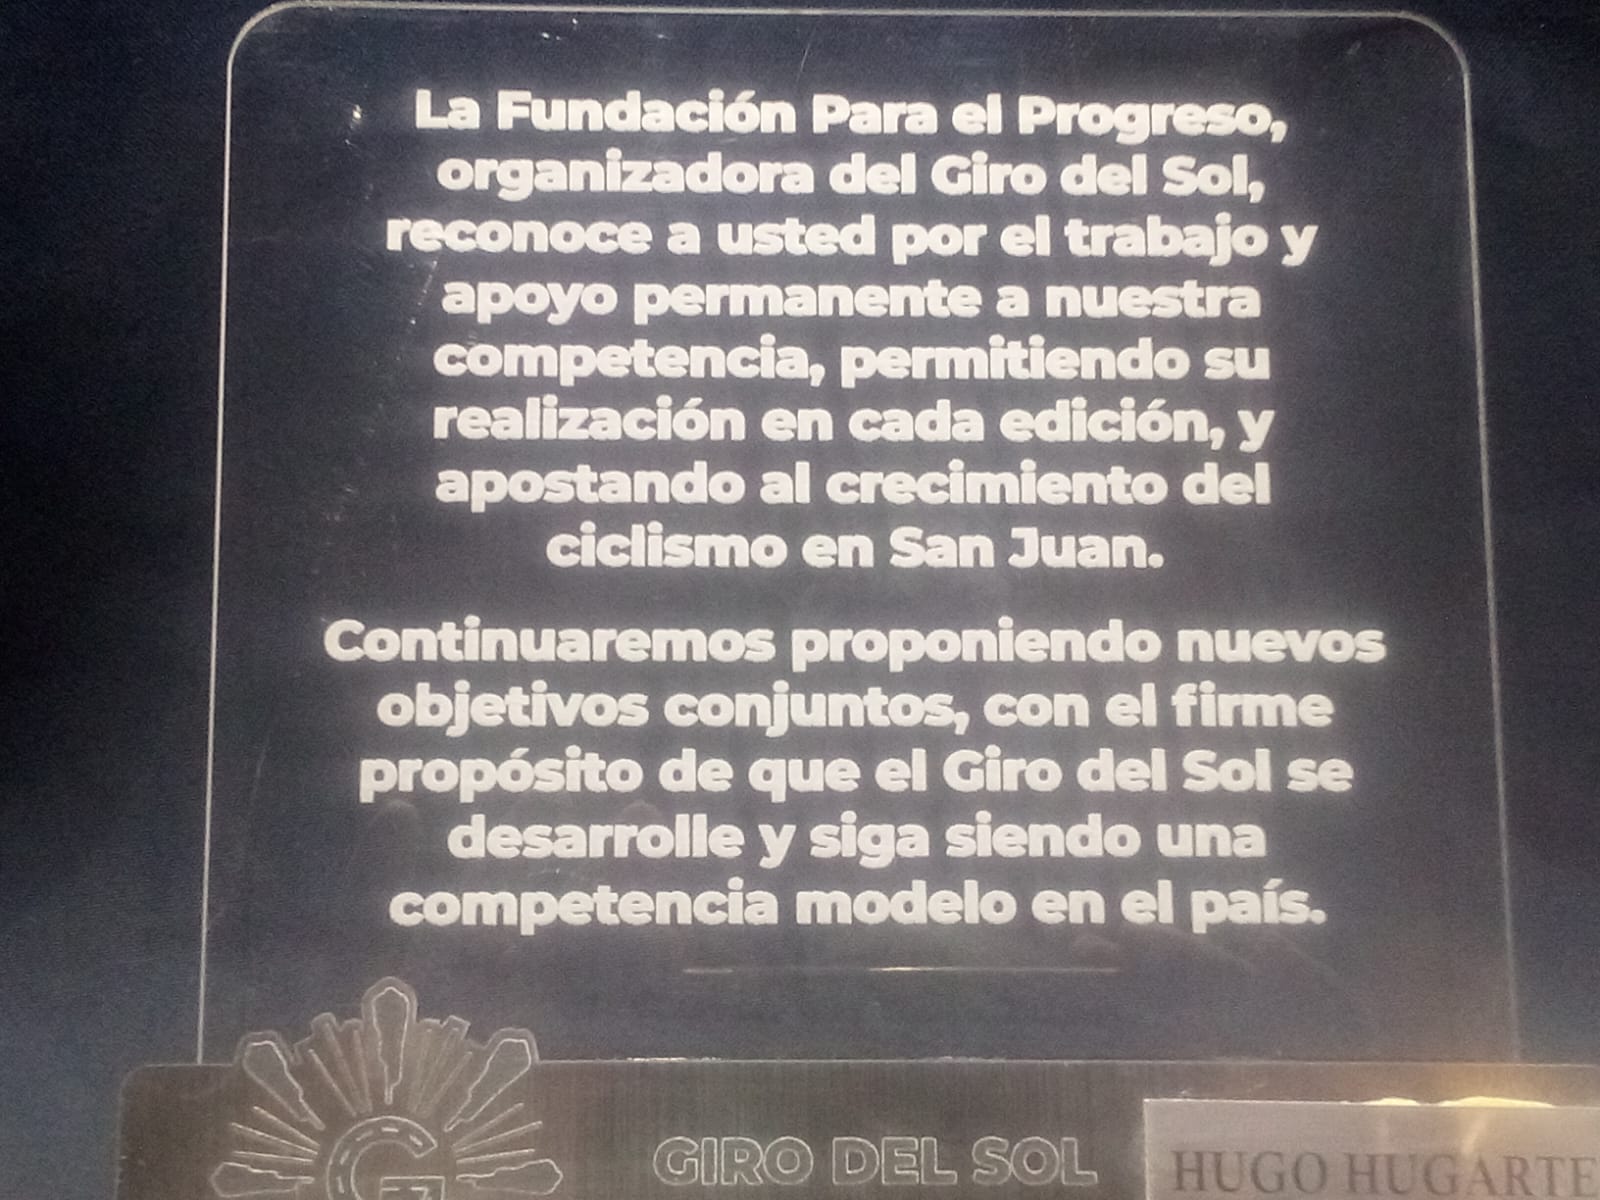 La Fundación Para el Progreso,
organizadora del Giro del Sol,
reconoce a usted por el trabajo y
apoyo permanente a nuestra
competencia, permitiendo su
realización en cada edición, y
apostando al crecimiento del
ciclismo en San Juan.
Continuaremos proponiendo nuevos
objetivos conjuntos, con el firme
propósito de que el Giro del Sol se
desarrolle y siga siendo una
competencia modelo en el país.
GIRO DEL SOL
HUGO HUGARTE